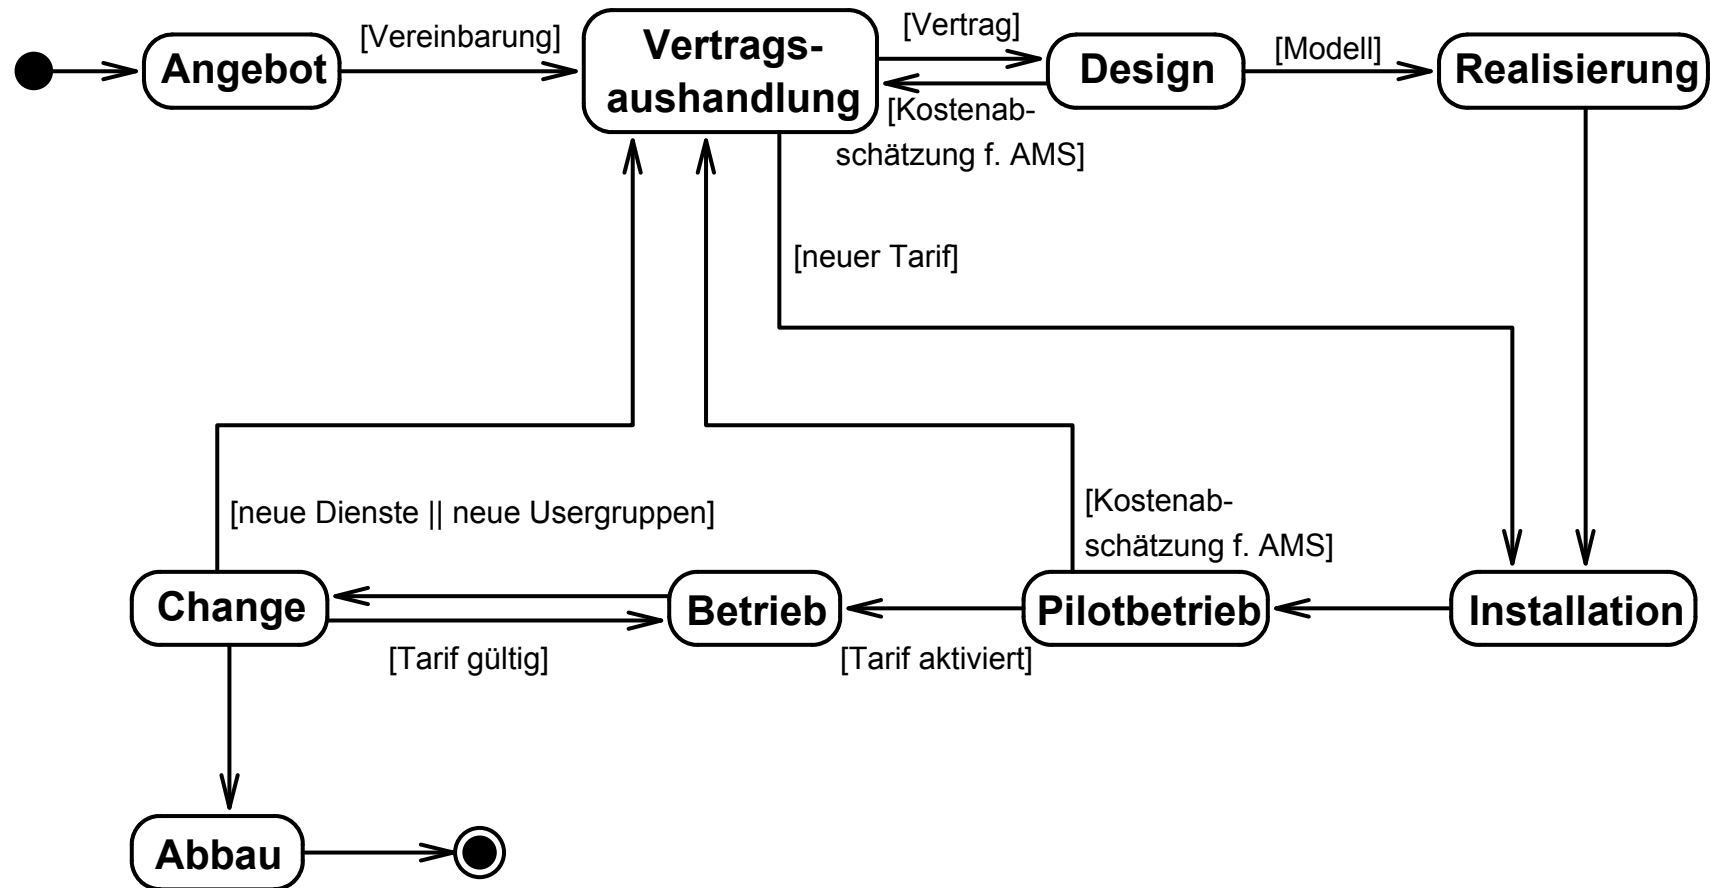 Angebot
[Vereinbarung]
Vertrags-
aushandlung
[Vertrag]
[Kostenab-
schätzung f. AMS]
Design
[Modell]
Realisierung
[neuer Tarif]
[neue Dienste || neue Usergruppen]
[Kostenab-
schätzung f. AMS]
Change
[Tarif gültig]
Betrieb
[Tarif aktiviert]
Pilotbetrieb
Installation
Abbau